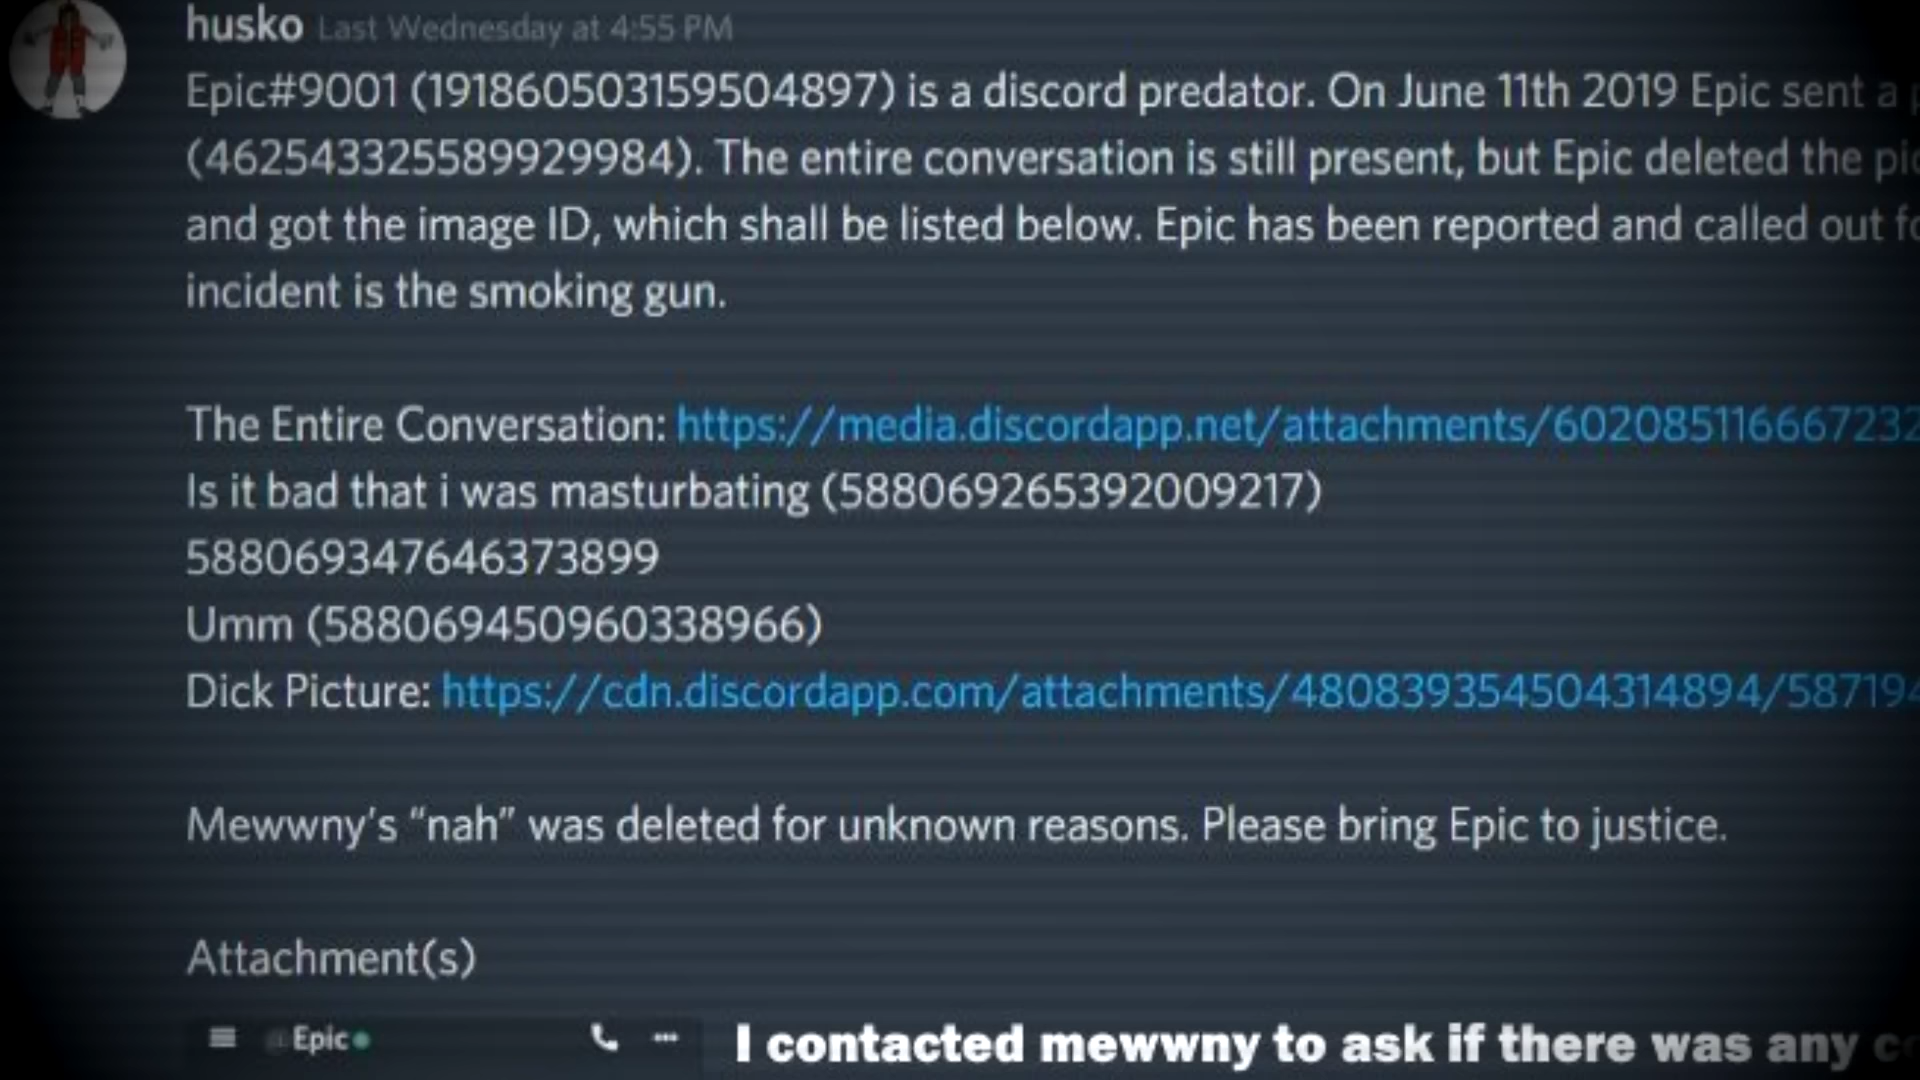 husko Last Wednesday at 4:55 PM
Epic#9001 (191860503159504897) is a discord predator. On June 11th 2019 Epic sent a
(462543325589929984). The entire conversation is still present, but Epic deleted the
and got the image ID, which shall be listed below. Epic has been reported and called out
incident is the smoking gun.
The Entire Conversation: https://media.discordapp.net/attachments/602085116667232
Is it bad that i was masturbating (588069265392009217)
588069347646373899
Umm (588069450960338966)
Dick Picture: https://cdn.discordapp.com/attachments/480839354504314894/587194
Mewwny's “nah” was deleted for unknown reasons. Please bring Epic to justice.
Attachment(s)
Epic
I contacted mewwny to ask if there was any